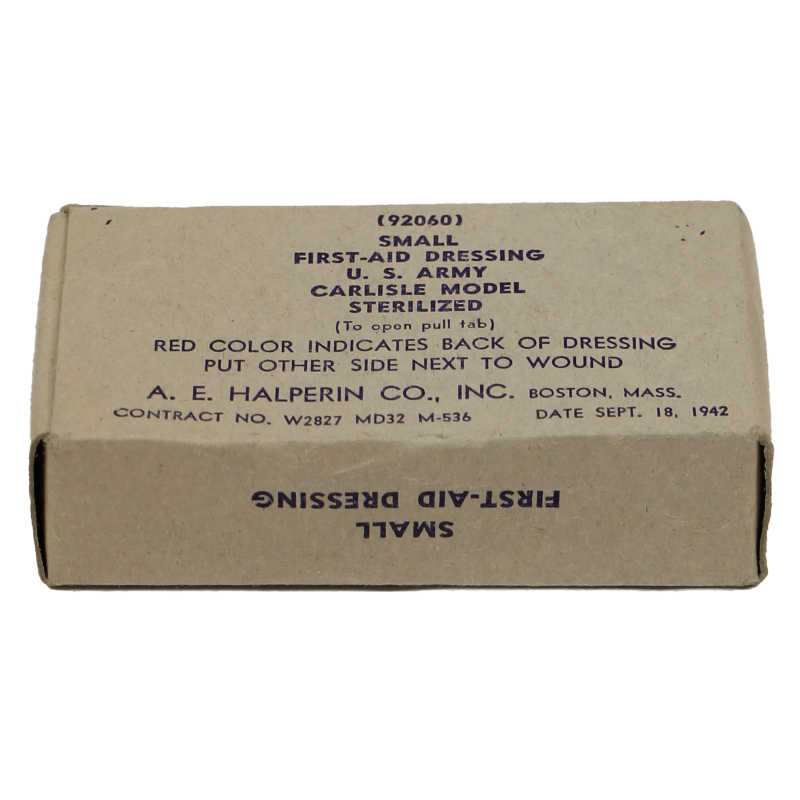 (92060)
SMALL
FIRST-AID DRESSING
U. S. ARMY
CARLISLE MODEL
STERILIZED
(To open pull tab)
RED COLOR INDICATES BACK OF DRESSING
PUT OTHER SIDE NEXT TO WOUND
A. E. HALPERIN CO., INC. BOSTON, MASS.
CONTRACT NO. W2827 MD32 M-536 DATE SEPT. 18, 1942
SMALL
FIRST-AID DRESSING